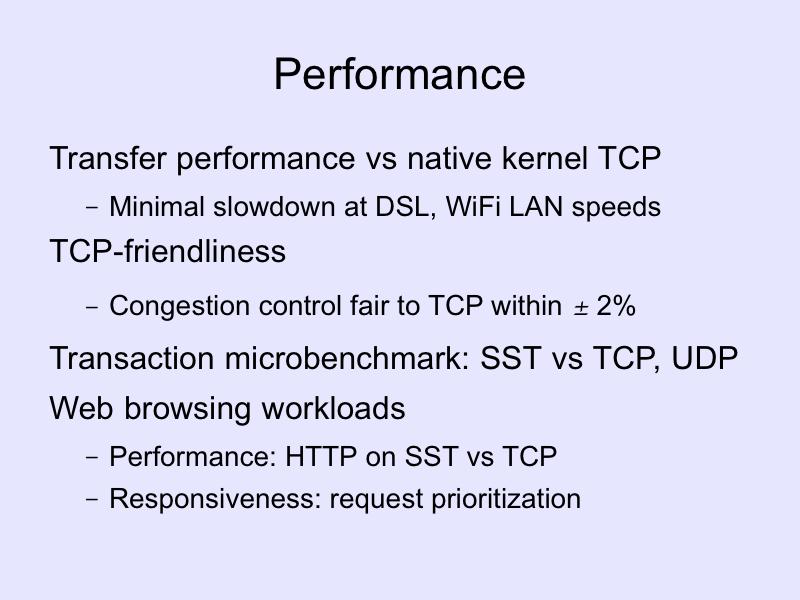 Performance
Transfer performance vs native kernel TCP
– Minimal slowdown at DSL, WiFi LAN speeds
TCP-friendliness
– Congestion control fair to TCP within ± 2%
Transaction microbenchmark: SST vs TCP, UDP
Web browsing workloads
– Performance: HTTP on SST vs TCP
– Responsiveness: request prioritization